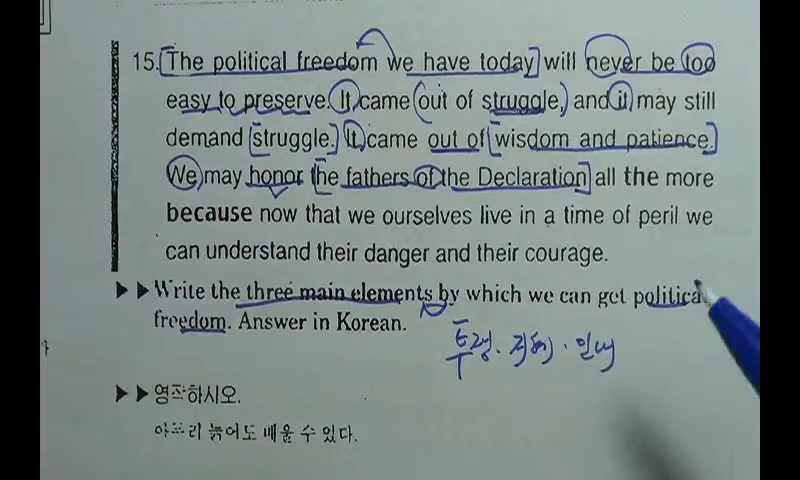 15. The political freedom we have today will never be too
easy to preserve. It came out of struggle, and it may still
demand struggle. It came out of wisdom and patience.
We may honor the fathers of the Declaration all the more
because now that we ourselves live in a time of peril we
can understand their danger and their courage.
▶▶ Write the three main elements by which we can get political
freedom. Answer in Korean.
투쟁. 지혜. 인내
▶▶ 영작하시오.
아무리 늙어도 배울 수 있다.